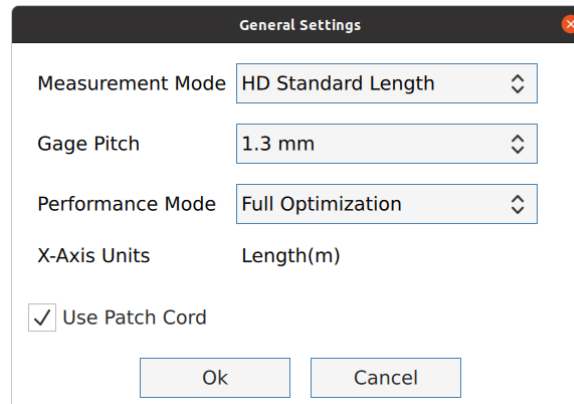 General Settings
Measurement Mode HD Standard Length
Gage Pitch 1.3 mm
Performance Mode Full Optimization
X-Axis Units Length(m)
Use Patch Cord
Ok Cancel